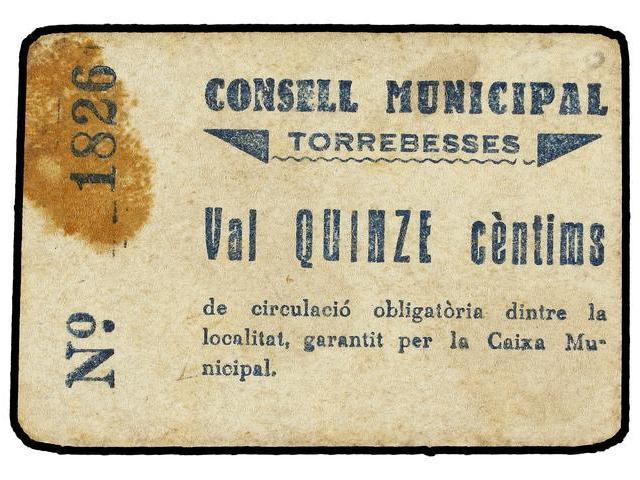 Nº. 1826
CONSELL MUNICIPAL
TORREBESSES
Val QUINZE cèntims
de circulació obligatòria dintre la
localitat, garantit per la Caixa Mu-
nicipal.